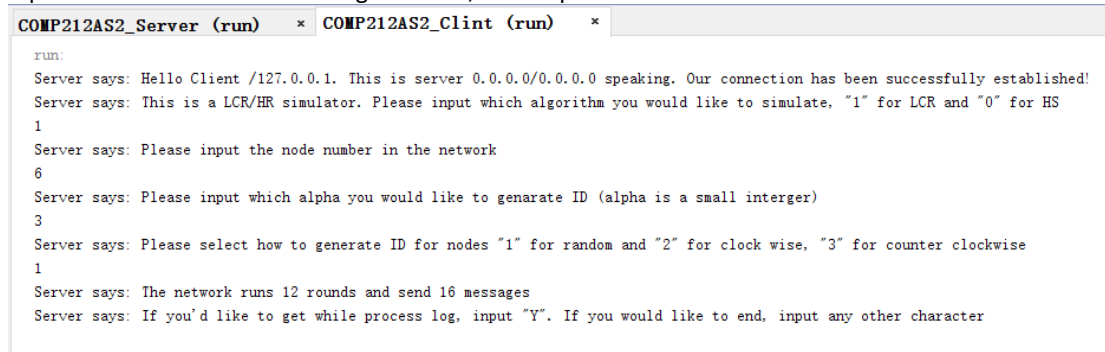 COMP212AS2_Server (run) × COMP212AS2_Clint (run) ×
run:
Server says: Hello Client /127.0.0.1. This is server 0.0.0.0/0.0.0.0 speaking. Our connection has been successfully established!
Server says: This is a LCR/HR simulator. Please input which algorithm you would like to simulate, "1" for LCR and "0" for HS
1
Server says: Please input the node number in the network
6
Server says: Please input which alpha you would like to genarate ID (alpha is a small interger)
3
Server says: Please select how to generate ID for nodes "1" for random and "2" for clock wise, "3" for counter clockwise
1
Server says: The network runs 12 rounds and send 16 messages
Server says: If you'd like to get while process log, input "Y". If you would like to end, input any other character